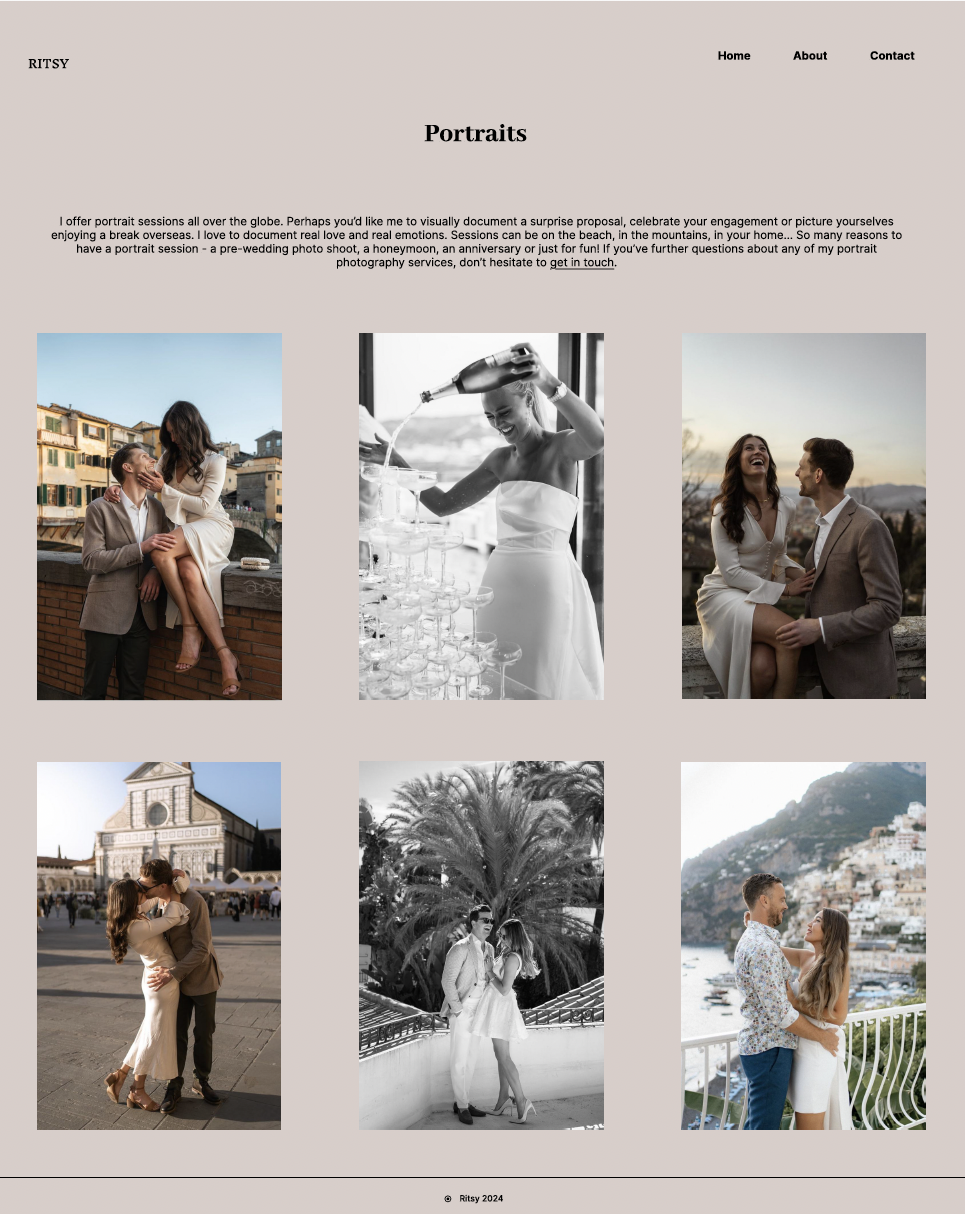 RITSY
Home About Contact
Portraits
I offer portrait sessions all over the globe. Perhaps you'd like me to visually document a surprise proposal, celebrate your engagement or picture yourselves
enjoying a break overseas. I love to document real love and real emotions. Sessions can be on the beach, in the mountains, in your home... So many reasons to
have a portrait session - a pre-wedding photo shoot, a honeymoon, an anniversary or just for fun! If you've further questions about any of my portrait
photography services, don't hesitate to get in touch.
© Ritsy 2024